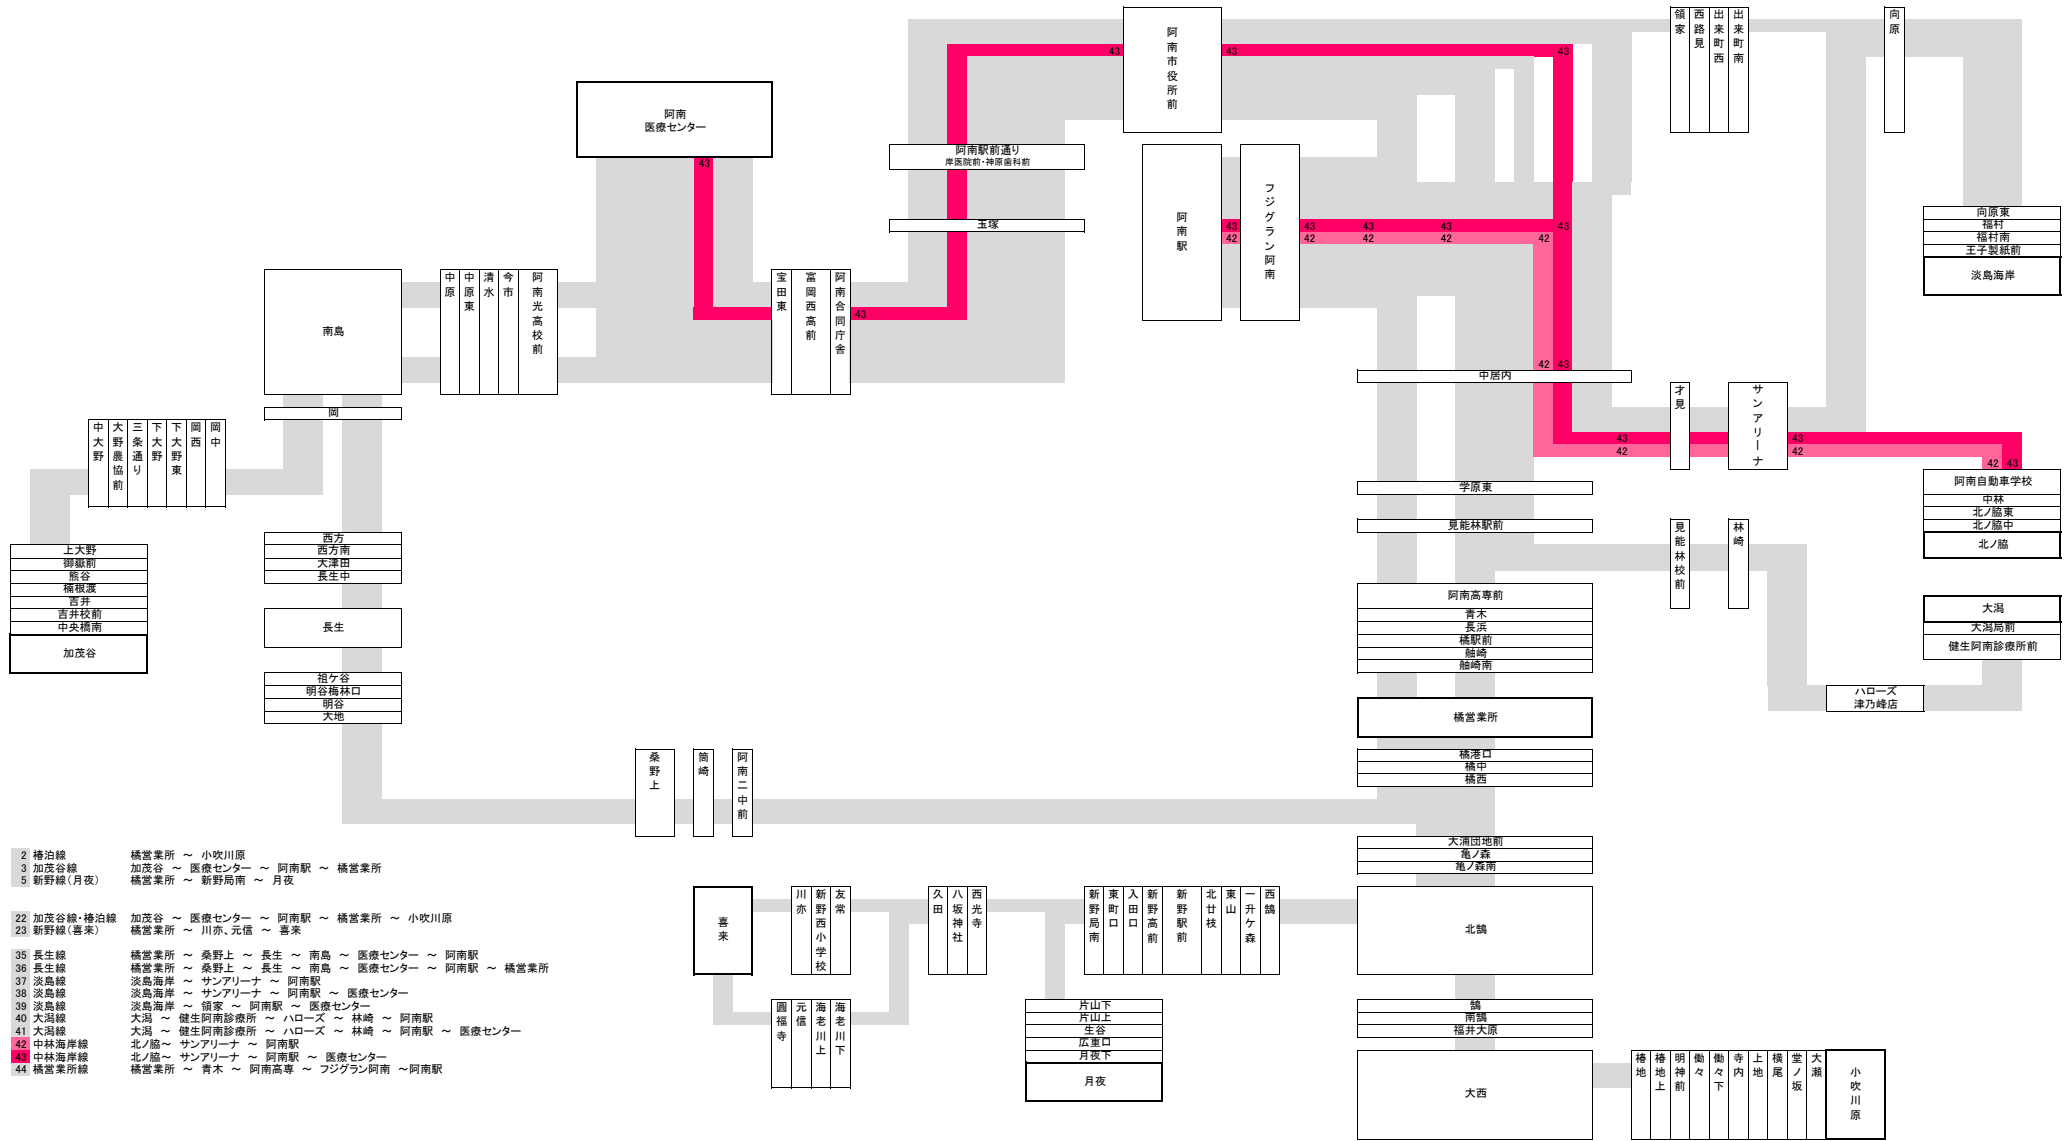 阿南市役所前
領家
西路見
出来町西
出来町南
向原
43
43
43
阿南
医療センター
43
阿南駅前通り
岸医院前・神原歯科前
玉塚
阿南駅
フジグラン阿南
43
43
43
43
43
42
42
42
42
42
向原東
福村
福村南
王子製紙前
淡島海岸
南島
中原
中原東
清水
今市
阿南光高校前
宝田東
富岡西高前
阿南合同庁舎
43
42
43
中居内
才見
サンアリーナ
岡
中大野
大野農協前
三条通り
下大野
下大野東
岡西
岡中
43
43
42
42
42
43
阿南自動車学校
中林
北ノ脇東
北ノ脇中
北ノ脇
学原東
見能林駅前
見能林校前
林崎
西方
西方南
大津田
長生中
上大野
御嶽前
熊谷
楠根渡
吉井
吉井校前
中央橋南
加茂谷
長生
阿南高専前
青木
長浜
橘駅前
舳崎
舳崎南
大潟
大潟局前
健生阿南診療所前
祖ケ谷
明谷梅林口
明谷
大地
ハローズ
津乃峰店
橘営業所
橘港口
橘中
橘西
桑野上
筒崎
阿南二中前
大浦団地前
亀ノ森
亀ノ森南
2 椿泊線 橘営業所 ～ 小吹川原
3 加茂谷線 加茂谷 ～ 医療センター ～ 阿南駅 ～ 橘営業所
5 新野線(月夜) 橘営業所 ～ 新野局南 ～ 月夜
22 加茂谷線・椿泊線 加茂谷 ～ 医療センター ～ 阿南駅 ～ 橘営業所 ～ 小吹川原
23 新野線(喜来) 橘営業所 ～ 川亦、元信 ～ 喜来
35 長生線 橘営業所 ～ 桑野上 ～ 長生 ～ 南島 ～ 医療センター ～ 阿南駅
36 長生線 橘営業所 ～ 桑野上 ～ 長生 ～ 南島 ～ 医療センター ～ 阿南駅 ～ 橘営業所
37 淡島線 淡島海岸 ～ サンアリーナ ～ 阿南駅
38 淡島線 淡島海岸 ～ サンアリーナ ～ 阿南駅 ～ 医療センター
39 淡島線 淡島海岸 ～ 領家 ～ 阿南駅 ～ 医療センター
40 大潟線 大潟 ～ 健生阿南診療所 ～ ハローズ ～ 林崎 ～ 阿南駅
41 大潟線 大潟 ～ 健生阿南診療所 ～ ハローズ ～ 林崎 ～ 阿南駅 ～ 医療センター
42 中林海岸線 北ノ脇～ サンアリーナ ～ 阿南駅
43 中林海岸線 北ノ脇～ サンアリーナ ～ 阿南駅 ～ 医療センター
44 橘営業所線 橘営業所 ～ 青木 ～ 阿南高専 ～ フジグラン阿南 ～阿南駅
喜来
川亦
新野西小学校
友常
久田
八坂神社
西光寺
新野局南
東町口
入田口
新野高前
新野駅前
北廿枝
東山
一升ケ森
西鵠
北鵠
圓福寺
元信
海老川上
海老川下
片山下
片山上
生谷
広重口
月夜下
月夜
鵠
南鵠
福井大原
大西
椿地
椿地上
明神前
働々
働々下
寺内
上地
横尾
堂ノ坂
大瀬
小吹川原